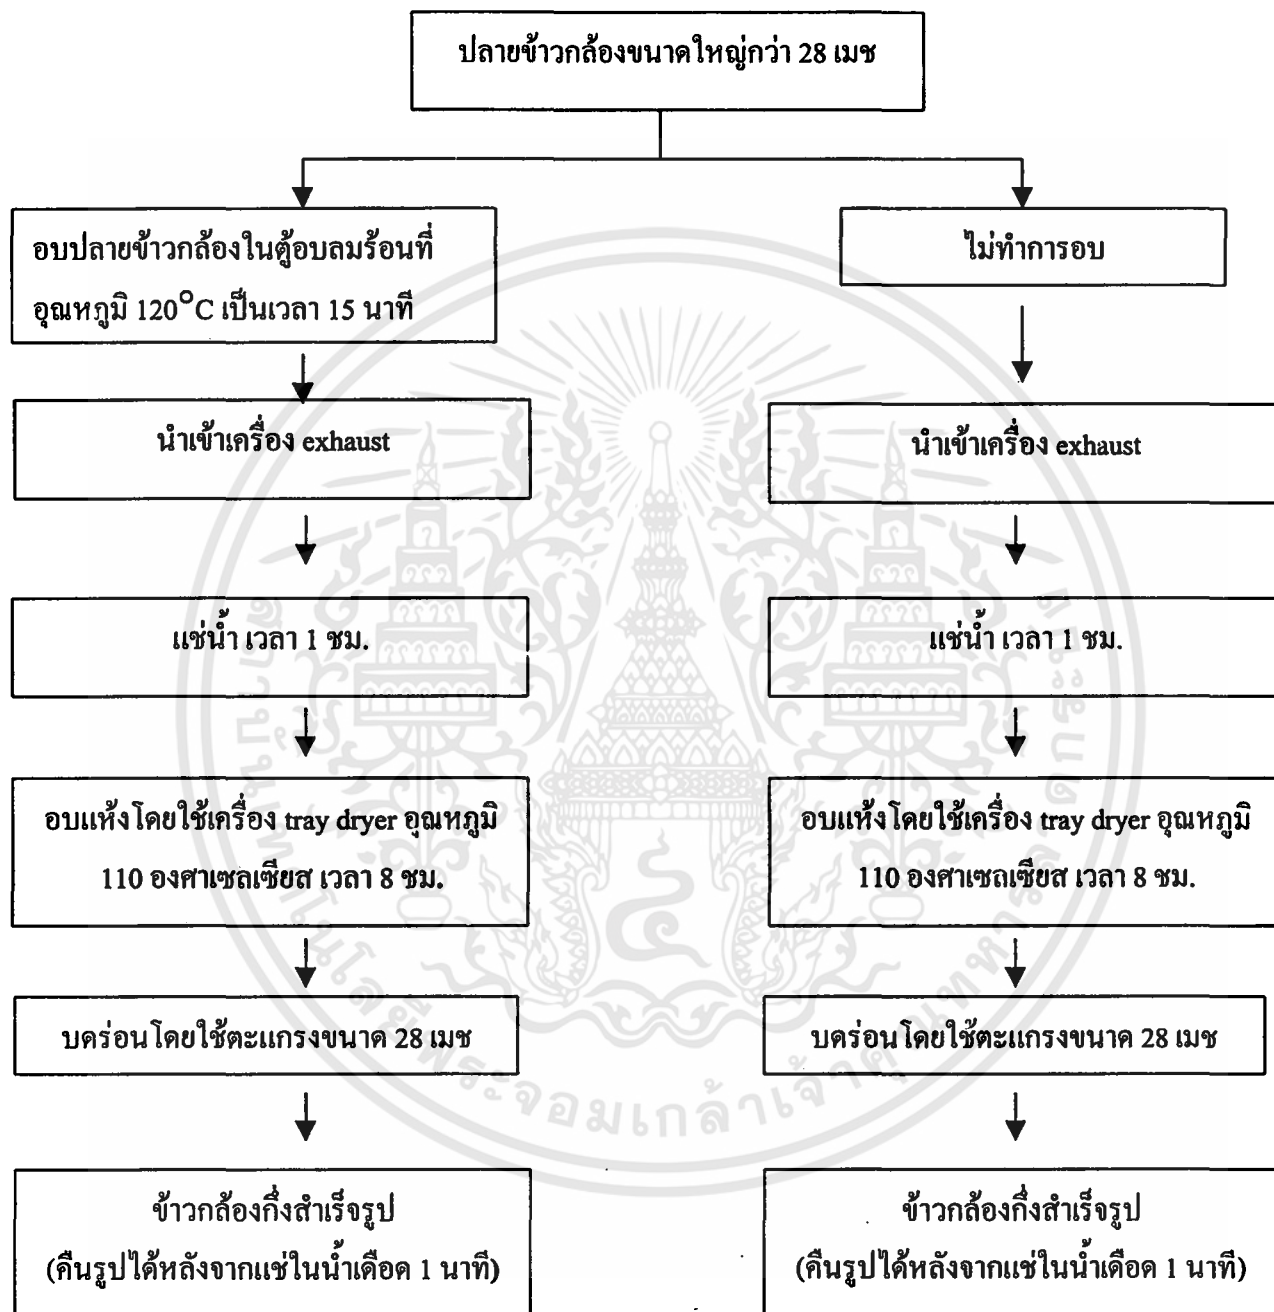 ปลายข้าวกล้องขนาดใหญ่กว่า 28 เมช
อบปลายข้าวกล้องในตู้อบลมร้อนที่
อุณหภูมิ 120°C เป็นเวลา 15 นาที
ไม่ทำการอบ
นำเข้าเครื่อง exhaust
นำเข้าเครื่อง exhaust
แช่น้ำ เวลา 1 ชม.
แช่น้ำ เวลา 1 ชม.
อบแห้งโดยใช้เครื่อง tray dryer อุณหภูมิ
110 องศาเซลเซียส เวลา 8 ชม.
อบแห้งโดยใช้เครื่อง tray dryer อุณหภูมิ
110 องศาเซลเซียส เวลา 8 ชม.
บดร่อนโดยใช้ตะแกรงขนาด 28 เมช
บดร่อนโดยใช้ตะแกรงขนาด 28 เมช
ข้าวกล้องกึ่งสำเร็จรูป
(คืนรูปได้หลังจากแช่ในน้ำเดือด 1 นาที)
ข้าวกล้องกึ่งสำเร็จรูป
(คืนรูปได้หลังจากแช่ในน้ำเดือด 1 นาที)